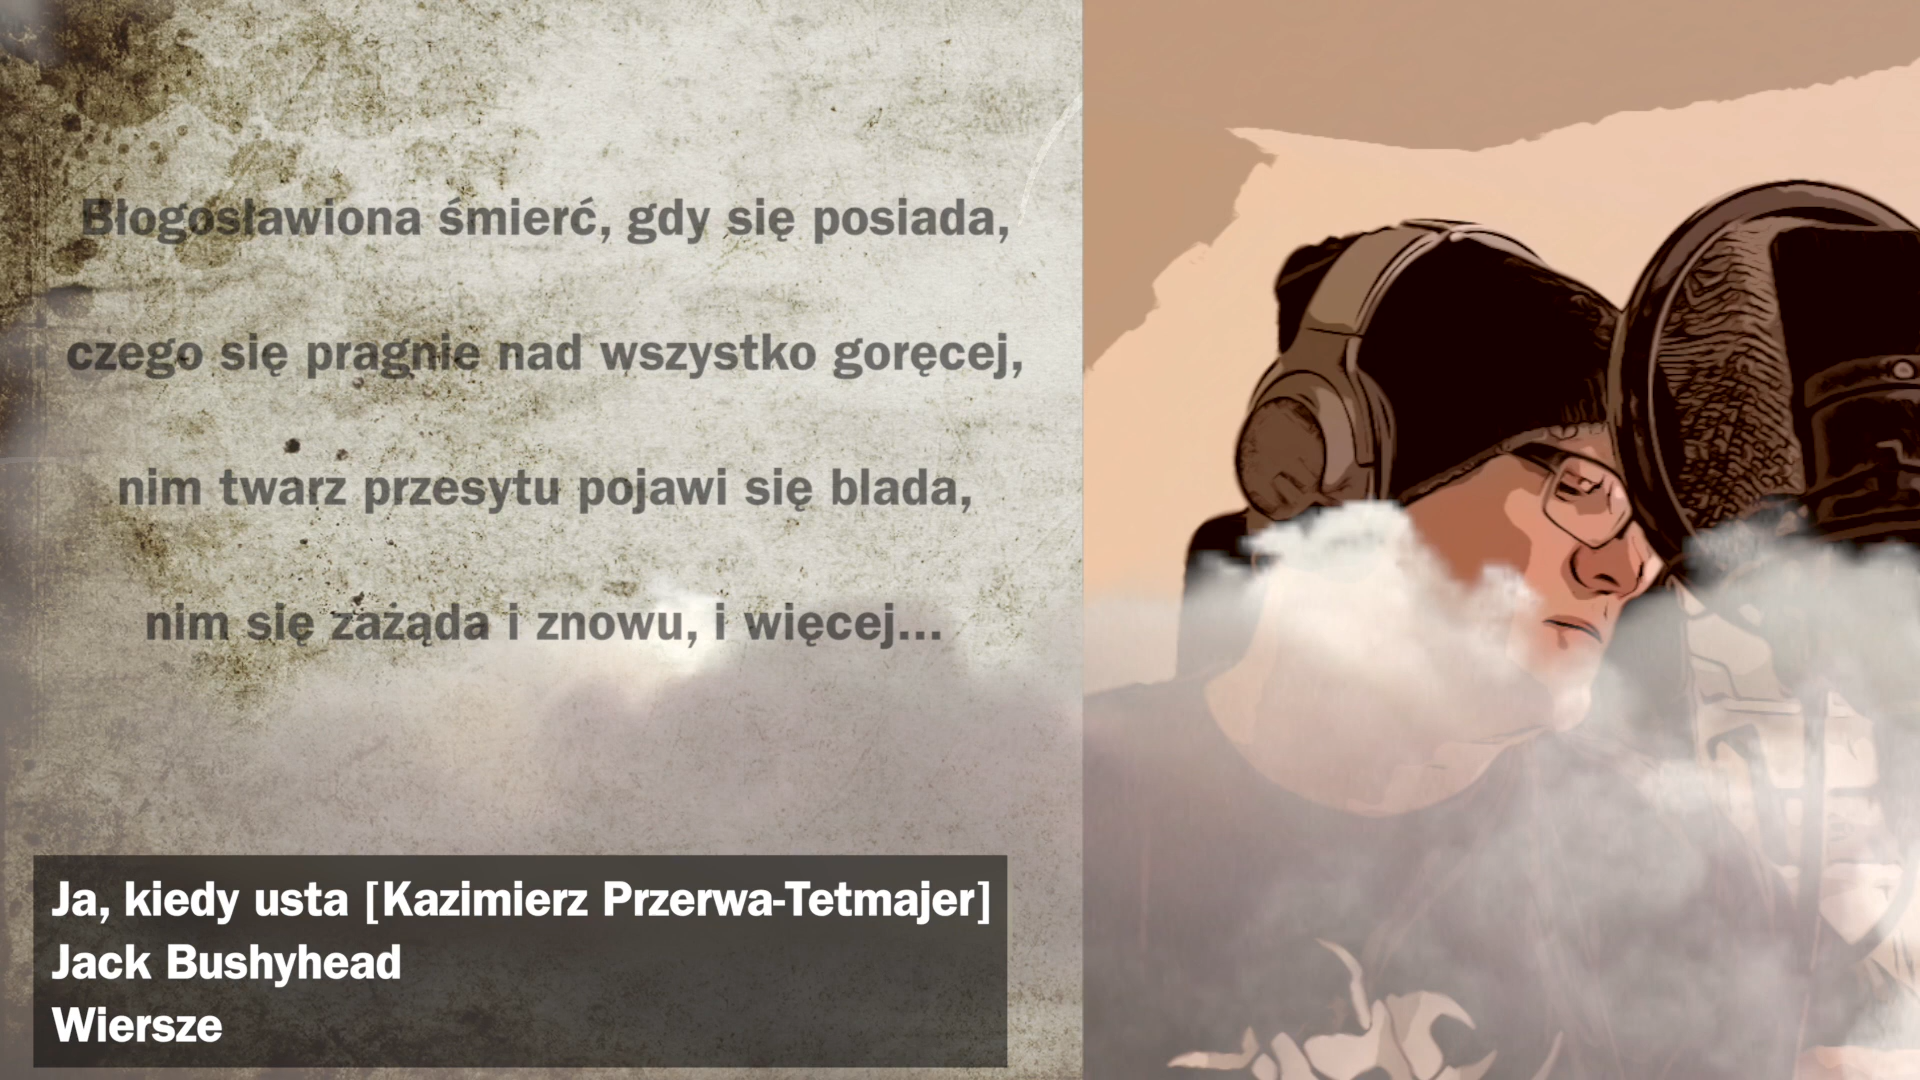 Błogosławiona śmierć, gdy się posiada,
czego się pragnie nad wszystko goręcej,
nim twarz przesytu pojawi się blada,
nim się zażąda i znowu, i więcej...
Ja, kiedy usta [Kazimierz Przerwa-Tetmajer]
Jack Bushyhead
Wiersze